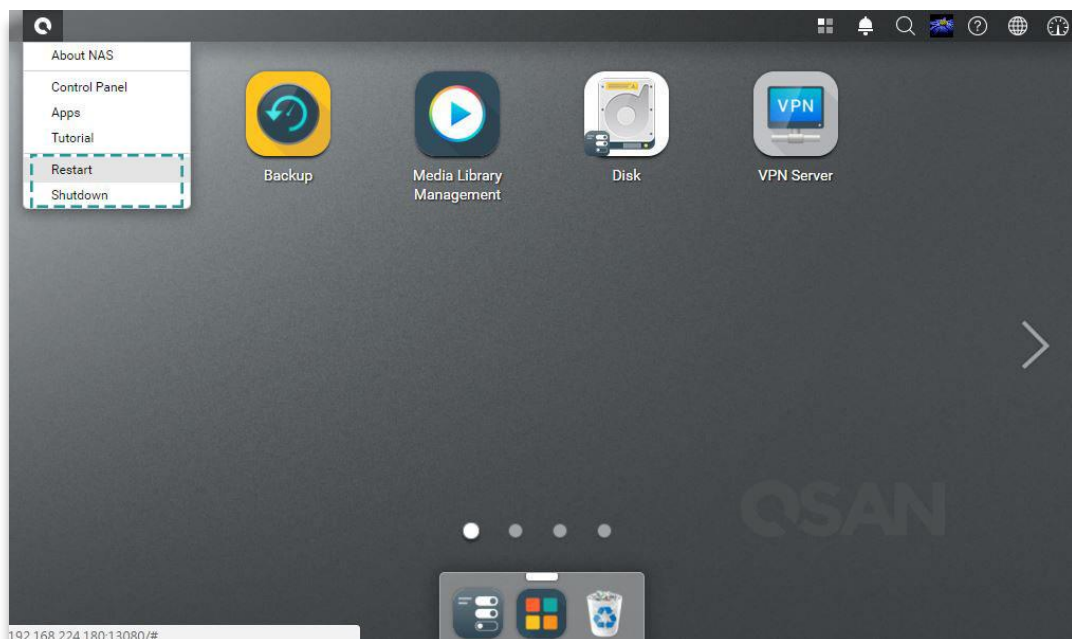 About NAS
Control Panel
Apps
Tutorial
Restart
Shutdown
Backup
Media Library
Management
Disk
VPN
VPN Server
QSAN
192.168.224.180:13080/#